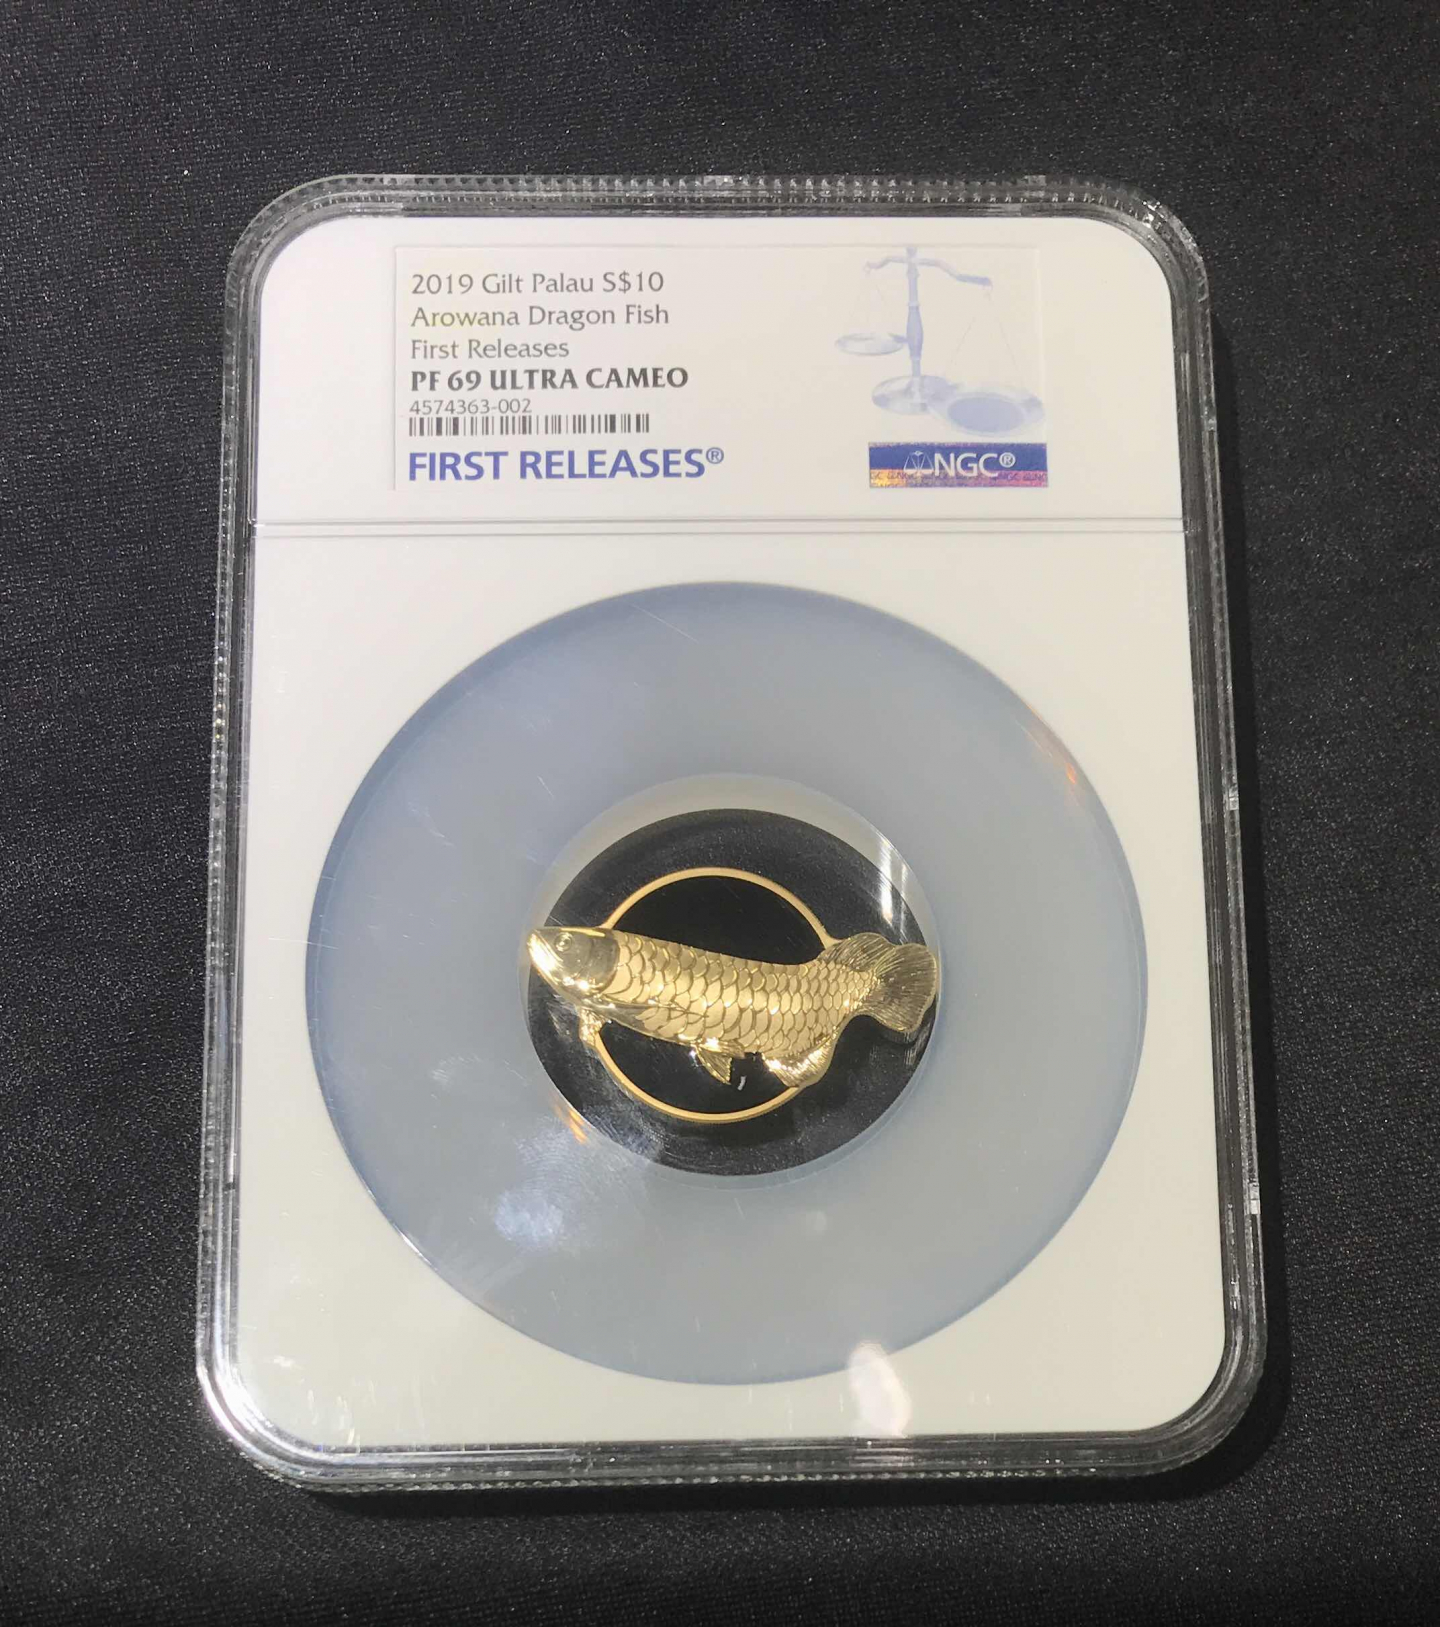 2019 Gilt Palau S$10
Arowana Dragon Fish
First Releases
PF 69 ULTRA CAMEO
4574363-002
FIRST RELEASES®
NGC®